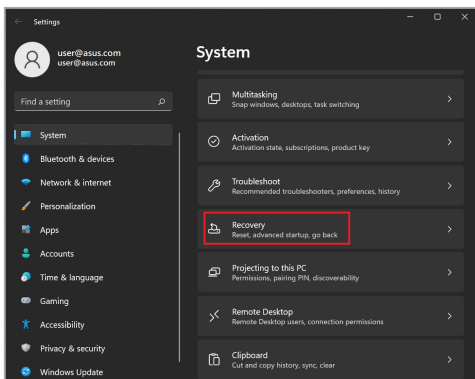 Settings
user@asus.com
user@asus.com
Find a setting
System
Bluetooth & devices
Network & internet
Personalization
Apps
Accounts
Time & language
Gaming
Accessibility
Privacy & security
Windows Update
System
Multitasking
Snap windows, desktops, task switching
Activation
Activation state, subscriptions, product key
Troubleshoot
Recommended troubleshooters, preferences, history
Recovery
Reset, advanced startup, go back
Projecting to this PC
Permissions, pairing PIN, discoverability
Remote Desktop
Remote Desktop users, connection permissions
Clipboard
Cut and copy history, sync, clear